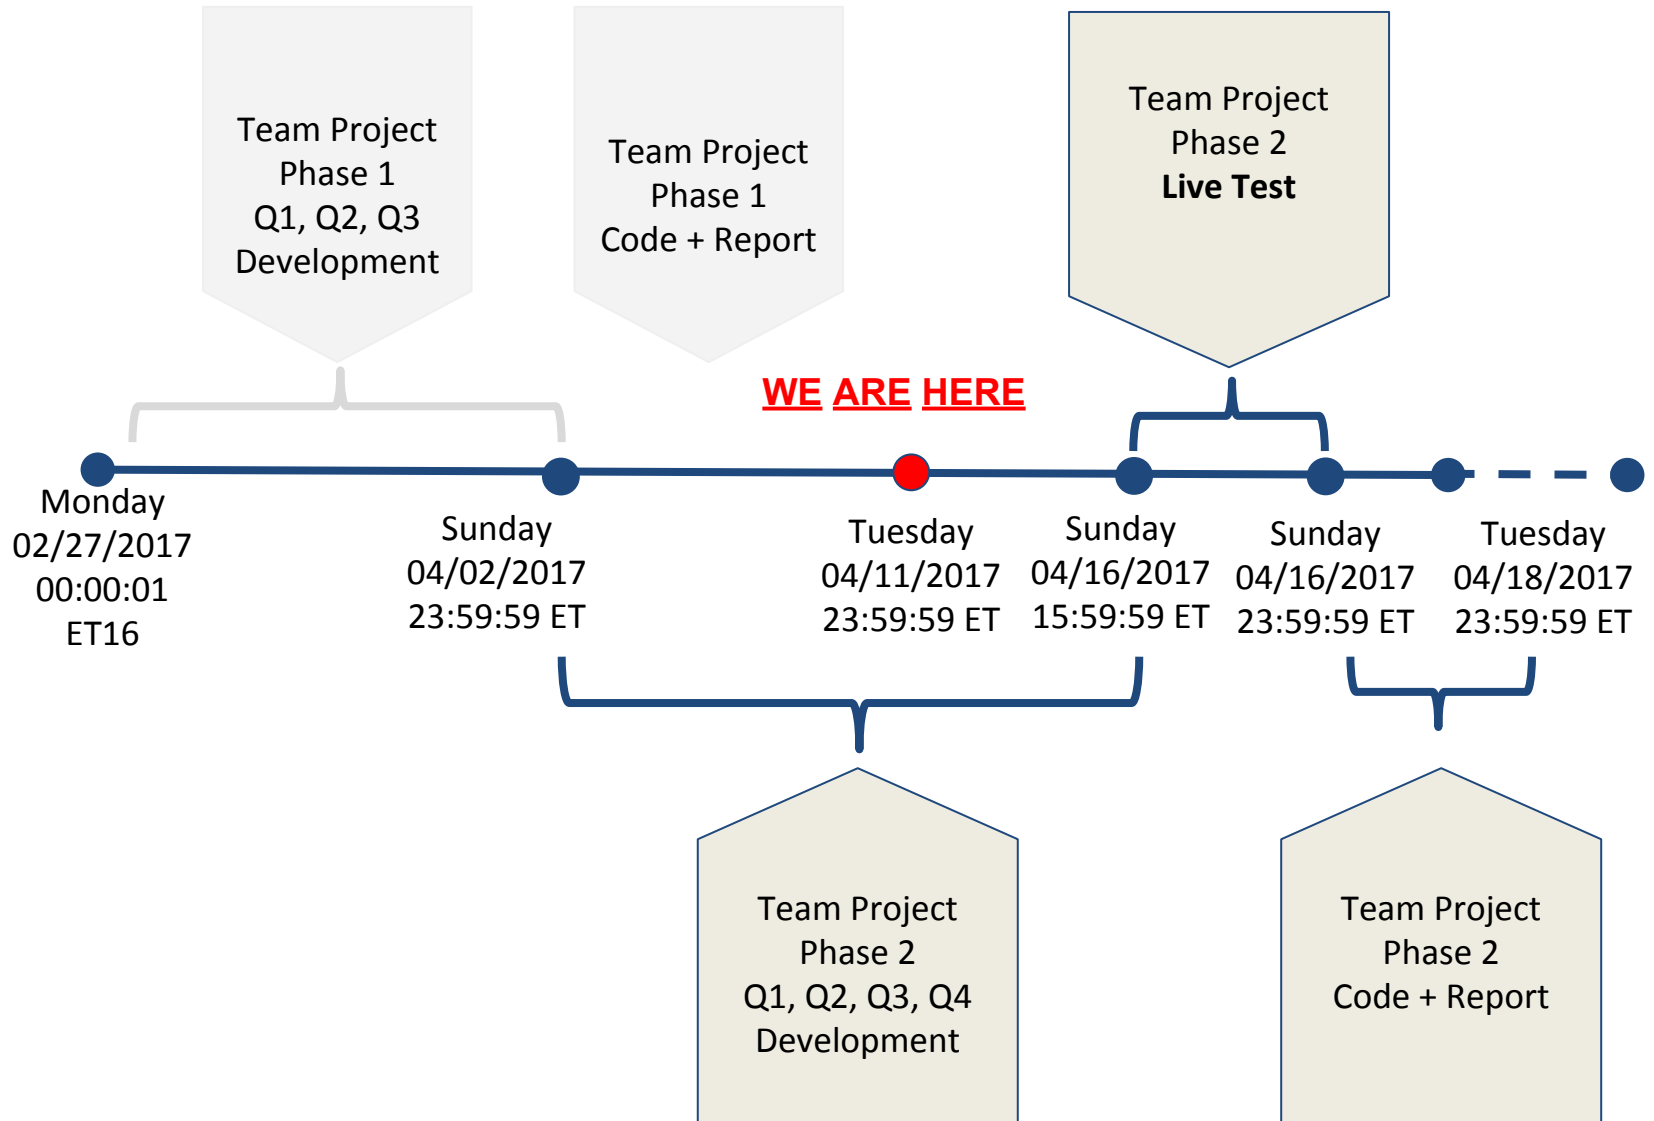 Team Project
Phase 1
Q1, Q2, Q3
Development
Team Project
Phase 1
Code + Report
Team Project
Phase 2
Live Test
WE ARE HERE
Monday
02/27/2017
00:00:01
ET16
Sunday
04/02/2017
23:59:59 ET
Tuesday
04/11/2017
23:59:59 ET
Sunday
04/16/2017
15:59:59 ET
Sunday
04/16/2017
23:59:59 ET
Tuesday
04/18/2017
23:59:59 ET
Team Project
Phase 2
Q1, Q2, Q3, Q4
Development
Team Project
Phase 2
Code + Report